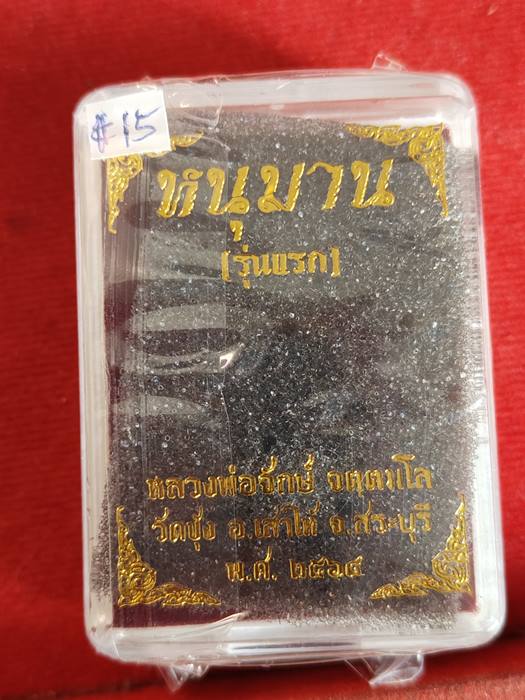 #15
หนุมาน
(รุ่นแรก)
หลวงพ่อรักษ์ จตฺตมโล
วัดซุ้ง อ.เสาไห้ จ.สระบุรี
พ.ศ. ๒๕๖๔